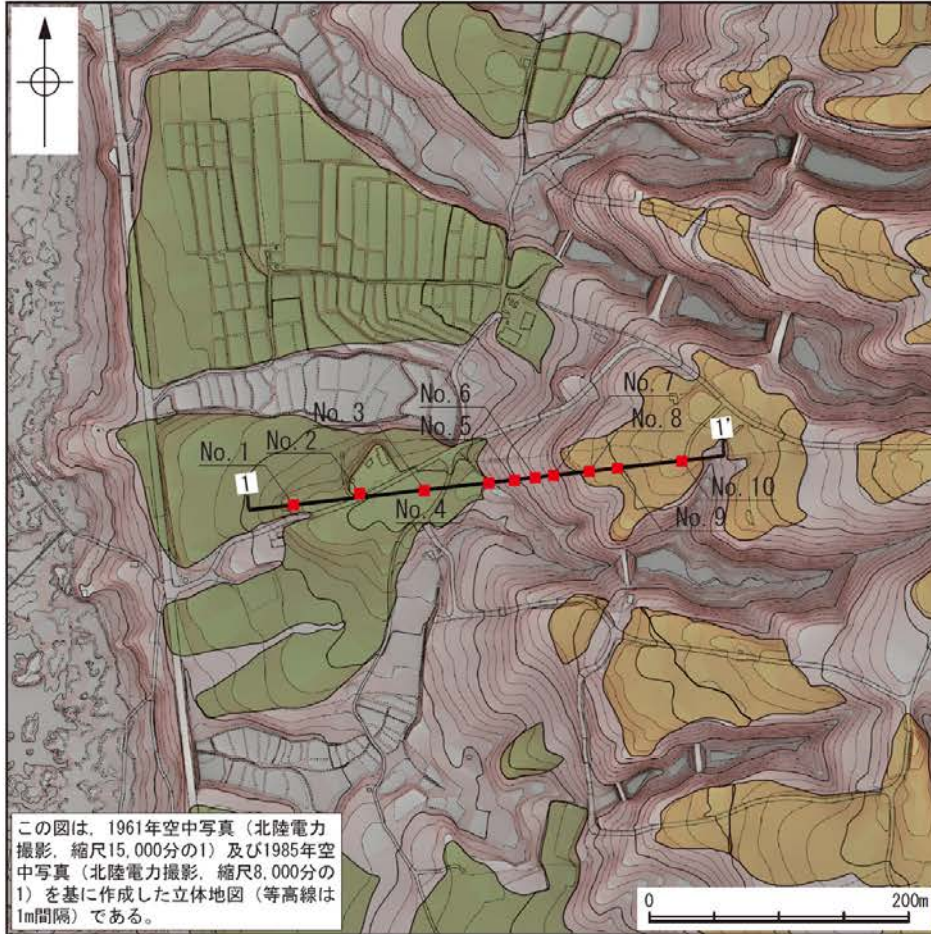 No. 6
No. 7
No. 3
No. 5
No. 8
No. 2
No. 1
1'
1
No. 10
No. 4
No. 9
この図は，1961年空中写真（北陸電力
撮影，縮尺15,000分の1）及び1985年空
中写真（北陸電力撮影，縮尺8,000分の
1）を基に作成した立体地図（等高線は
1m間隔）である。
0
200m